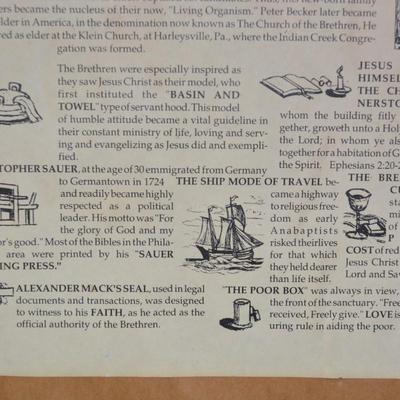 ers became the nucleus of their now, "Living Organism." Peter Becker later became
lder in America, in the denomination now known as The Church of the Brethren, He
ved as elder at the Klein Church, at Harleysville, Pa., where the Indian Creek Congre-
gation was formed.
The Brethren were especially inspired as
they saw Jesus Christ as their model, who
first instituted the "BASIN AND
TOWEL" type of servant hood. This model
of humble attitude became a vital guideline in
their constant ministry of life, loving and serv-
ing and evangelizing as Jesus did and exempli-
fied.
JESUS
HIMSEL
THE CH
NERSTO
whom the building fitly
gether, groweth unto a Holy
the Lord; in whom ye als
together for a habitation of G
the Spirit. Ephesians 2:20-2
TOPHER SAUER, at the age of 30 emmigrated from Germany
to Germantown in 1724
and readily became highly
respected as a political
leader. His motto was "For
the glory of God and my
or's good." Most of the Bibles in the Phila-
area were printed by his "SAUER
ING PRESS."
THE SHIP MODE OF TRAVEL be-
came a highway
to religious free-
dom as early
Anabaptists
risked their lives
for that which
they held dearer
than life itself.
THE BRE
CU
sta
mi
of
P
COST of red
Jesus Christ
Lord and Sav
ALEXANDER MACK'S SEAL, used in legal
documents and transactions, was designed
to witness to his FAITH, as he acted as the
official authority of the Brethren.
"THE POOR BOX" was always in view,
the front of the sanctuary. "Free
received, Freely give." LOVE is
uring rule in aiding the poor.